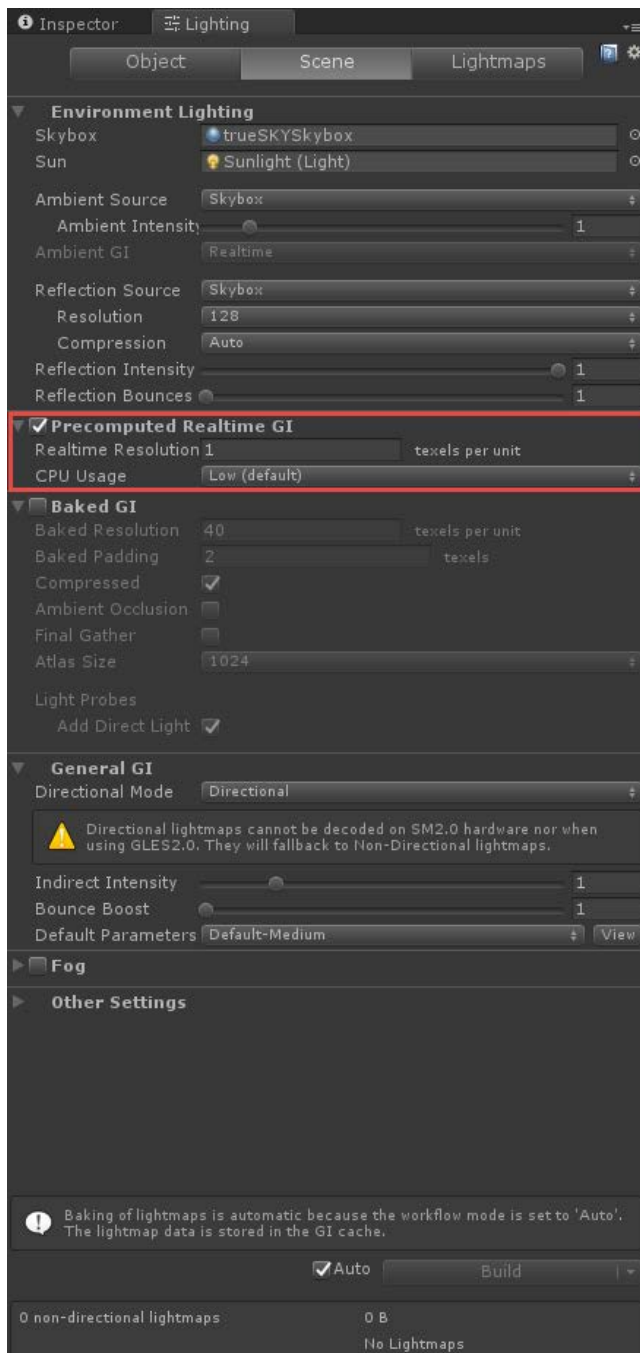 Inspector Lighting
Object Scene Lightmaps
Environment Lighting
Skybox trueSKYSkybox
Sun Sunlight (Light)
Ambient Source Skybox
Ambient Intensity 1
Ambient GI Realtime
Reflection Source Skybox
Resolution 128
Compression Auto
Reflection Intensity 1
Reflection Bounces 1
Precomputed Realtime GI
Realtime Resolution 1 texels per unit
CPU Usage Low (default)
Baked GI
Baked Resolution 40 texels per unit
Baked Padding 2 texels
Compressed
Ambient Occlusion
Final Gather
Atlas Size 1024
Light Probes
Add Direct Light
General GI
Directional Mode Directional
Directional lightmaps cannot be decoded on SM2.0 hardware nor when
using GLES2.0. They will fallback to Non-Directional lightmaps.
Indirect Intensity 1
Bounce Boost 1
Default Parameters Default-Medium View
Fog
Other Settings
Baking of lightmaps is automatic because the workflow mode is set to 'Auto'.
The lightmap data is stored in the GI cache.
Auto Build
0 non-directional lightmaps 0 B
No Lightmaps